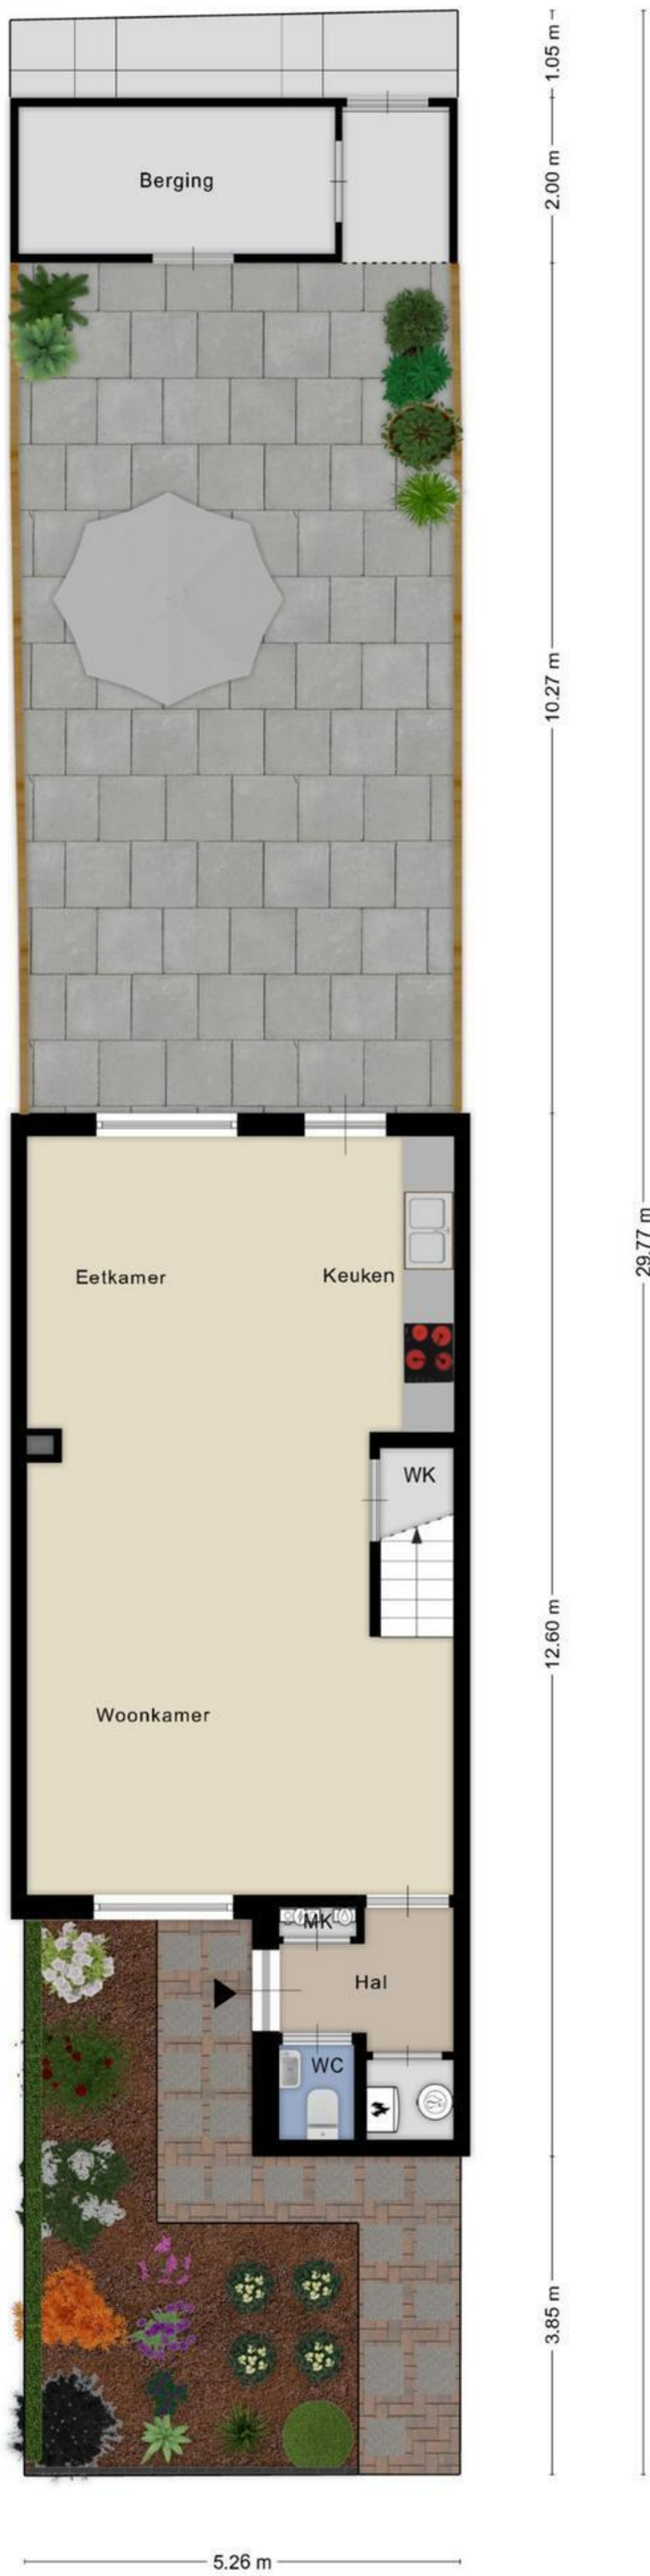 1.05 m
Berging
2.00 m
10.27 m
29.77 m
Eetkamer
Keuken
WK
12.60 m
Woonkamer
MK
Hal
WC
3.85 m
5.26 m